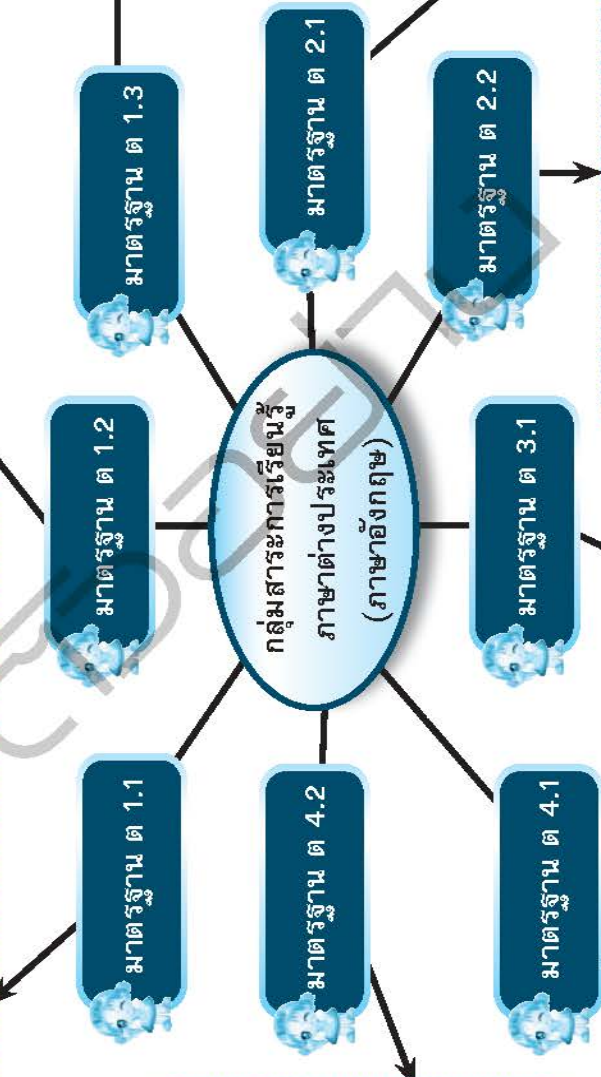 มาตรฐาน ต 1.1
มาตรฐาน ต 1.2
มาตรฐาน ต 1.3
มาตรฐาน ต 4.2
กลุ่มสาระการเรียนรู้
ภาษาต่างประเทศ
(ภาษาอังกฤษ)
มาตรฐาน ต 2.1
มาตรฐาน ต 4.1
มาตรฐาน ต 3.1
มาตรฐาน ต 2.2